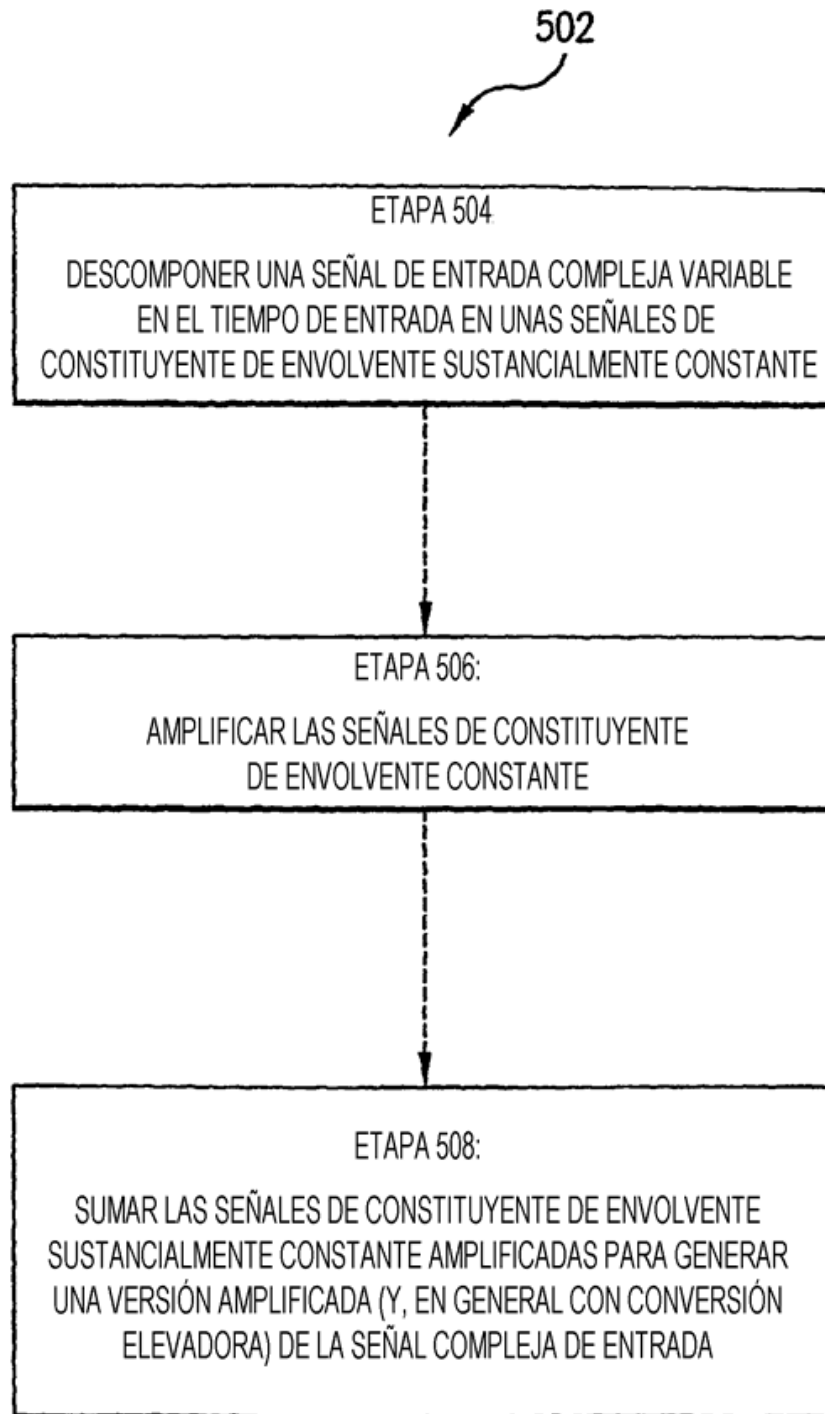 502
ETAPA 504
DESCOMPONER UNA SEÑAL DE ENTRADA COMPLEJA VARIABLE
EN EL TIEMPO DE ENTRADA EN UNAS SEÑALES DE
CONSTITUYENTE DE ENVOLVENTE SUSTANCIALMENTE CONSTANTE
ETAPA 506:
AMPLIFICAR LAS SEÑALES DE CONSTITUYENTE
DE ENVOLVENTE CONSTANTE
ETAPA 508:
SUMAR LAS SEÑALES DE CONSTITUYENTE DE ENVOLVENTE
SUSTANCIALMENTE CONSTANTE AMPLIFICADAS PARA GENERAR
UNA VERSIÓN AMPLIFICADA (Y, EN GENERAL CON CONVERSIÓN
ELEVADORA) DE LA SEÑAL COMPLEJA DE ENTRADA